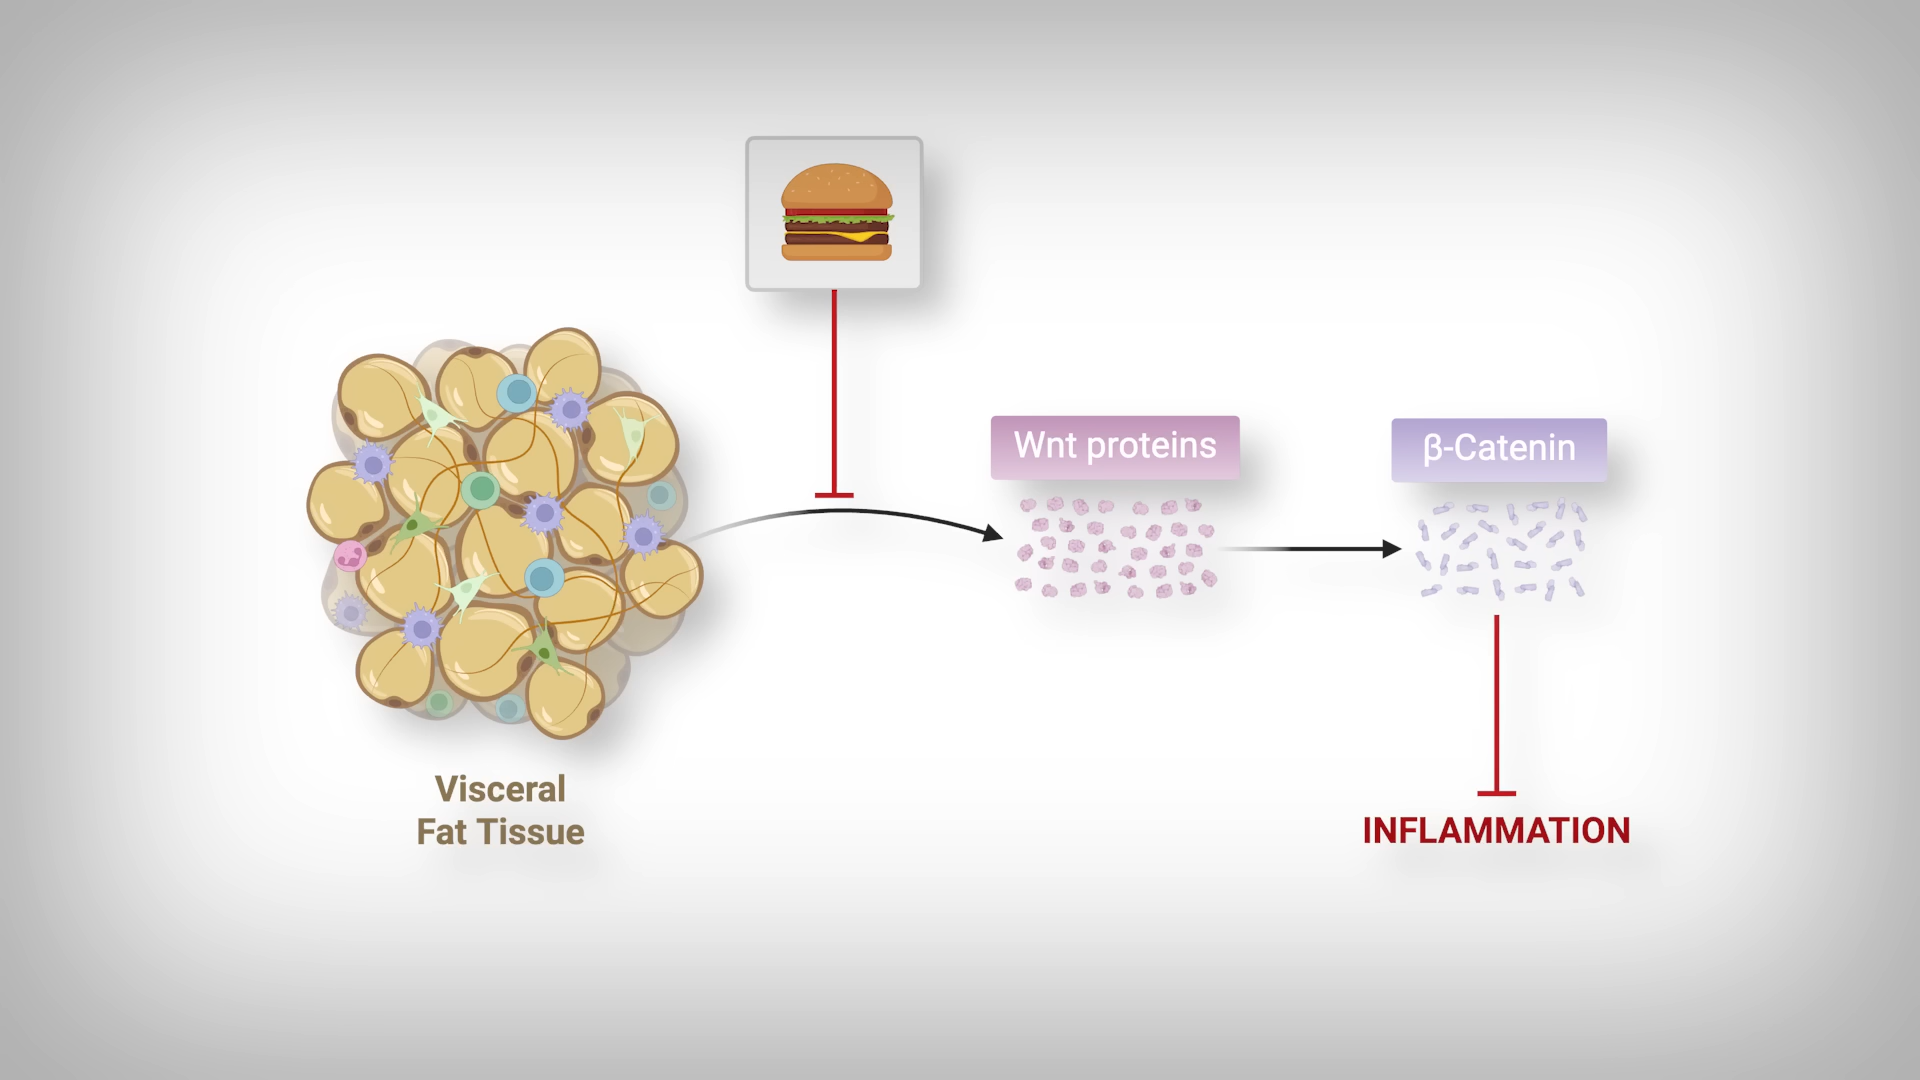 Wnt proteins
β-Catenin
Visceral
Fat Tissue
INFLAMMATION